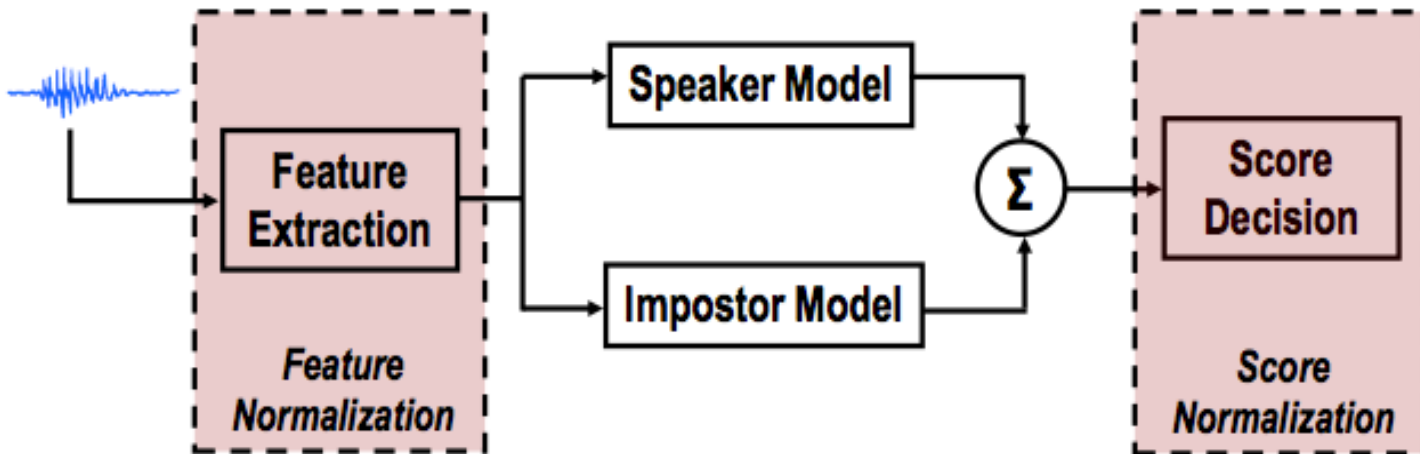 Feature
Extraction
Feature
Normalization
Speaker Model
Impostor Model
Σ
Score
Decision
Score
Normalization